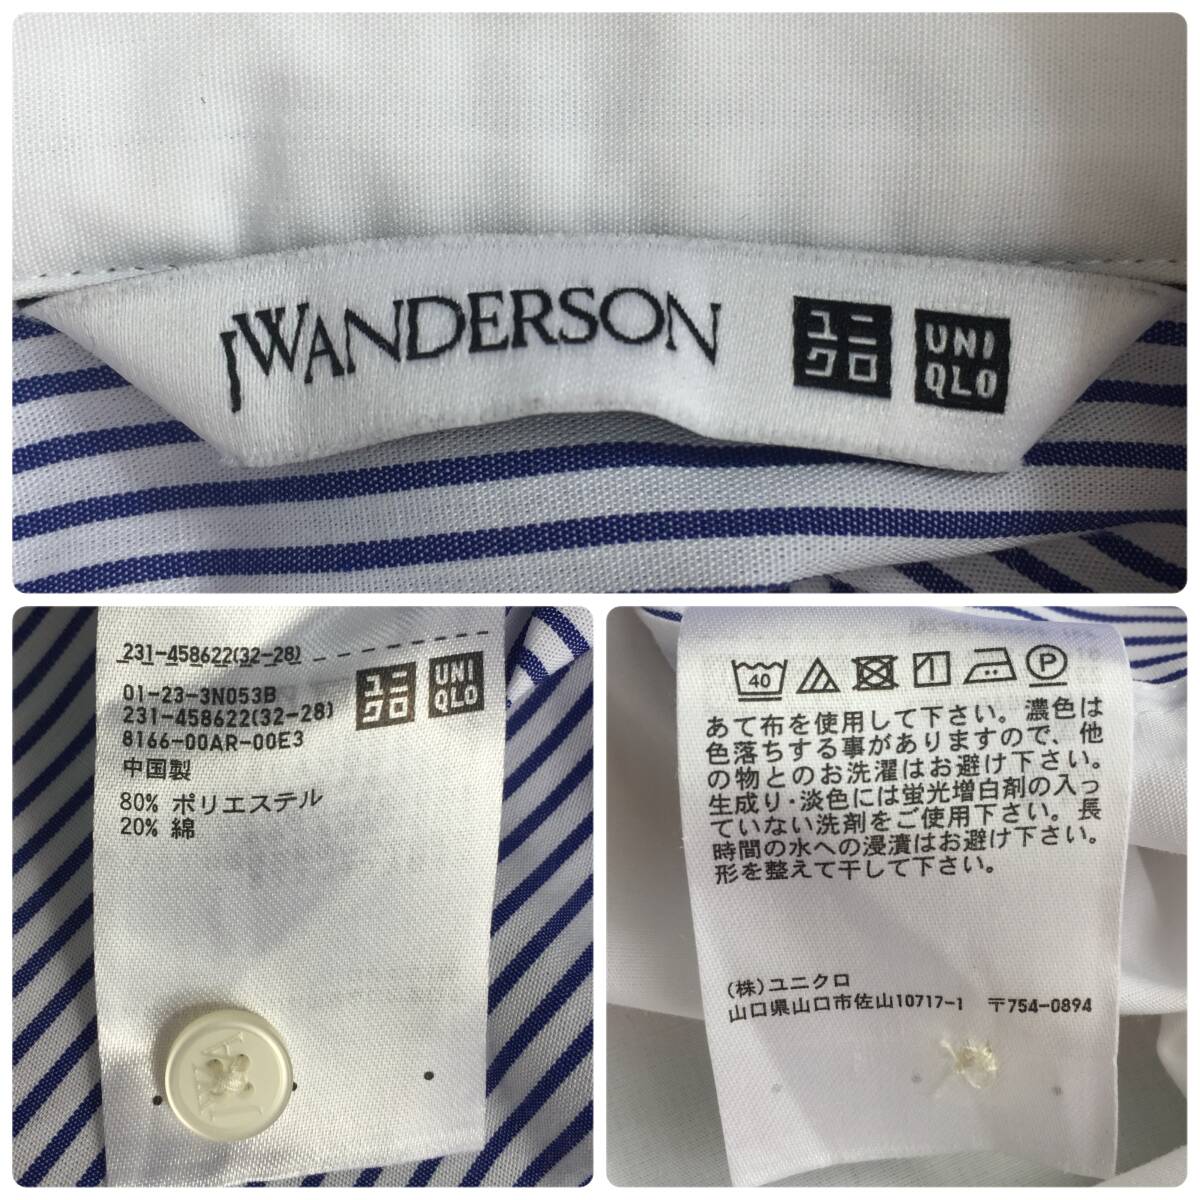 JWANDERSON
ユニ
クロ
UNI
QLO
231-458622(32-28)
01-23-3N053B
231-458622(32-28)
8166-00AR-00E3
中国製
80% ポリエステル
20% 綿
ユニ
クロ
UNI
QLO
40
P
あて布を使用して下さい。濃色は
色落ちする事がありますので、他
の物とのお洗濯はお避け下さい。
生成り・淡色には蛍光増白剤の入っ
ていない洗剤をご使用下さい。長
時間の水への浸漬はお避け下さい。
形を整えて干して下さい。
(株)ユニクロ
山口県山口市佐山10717-1 〒754-0894